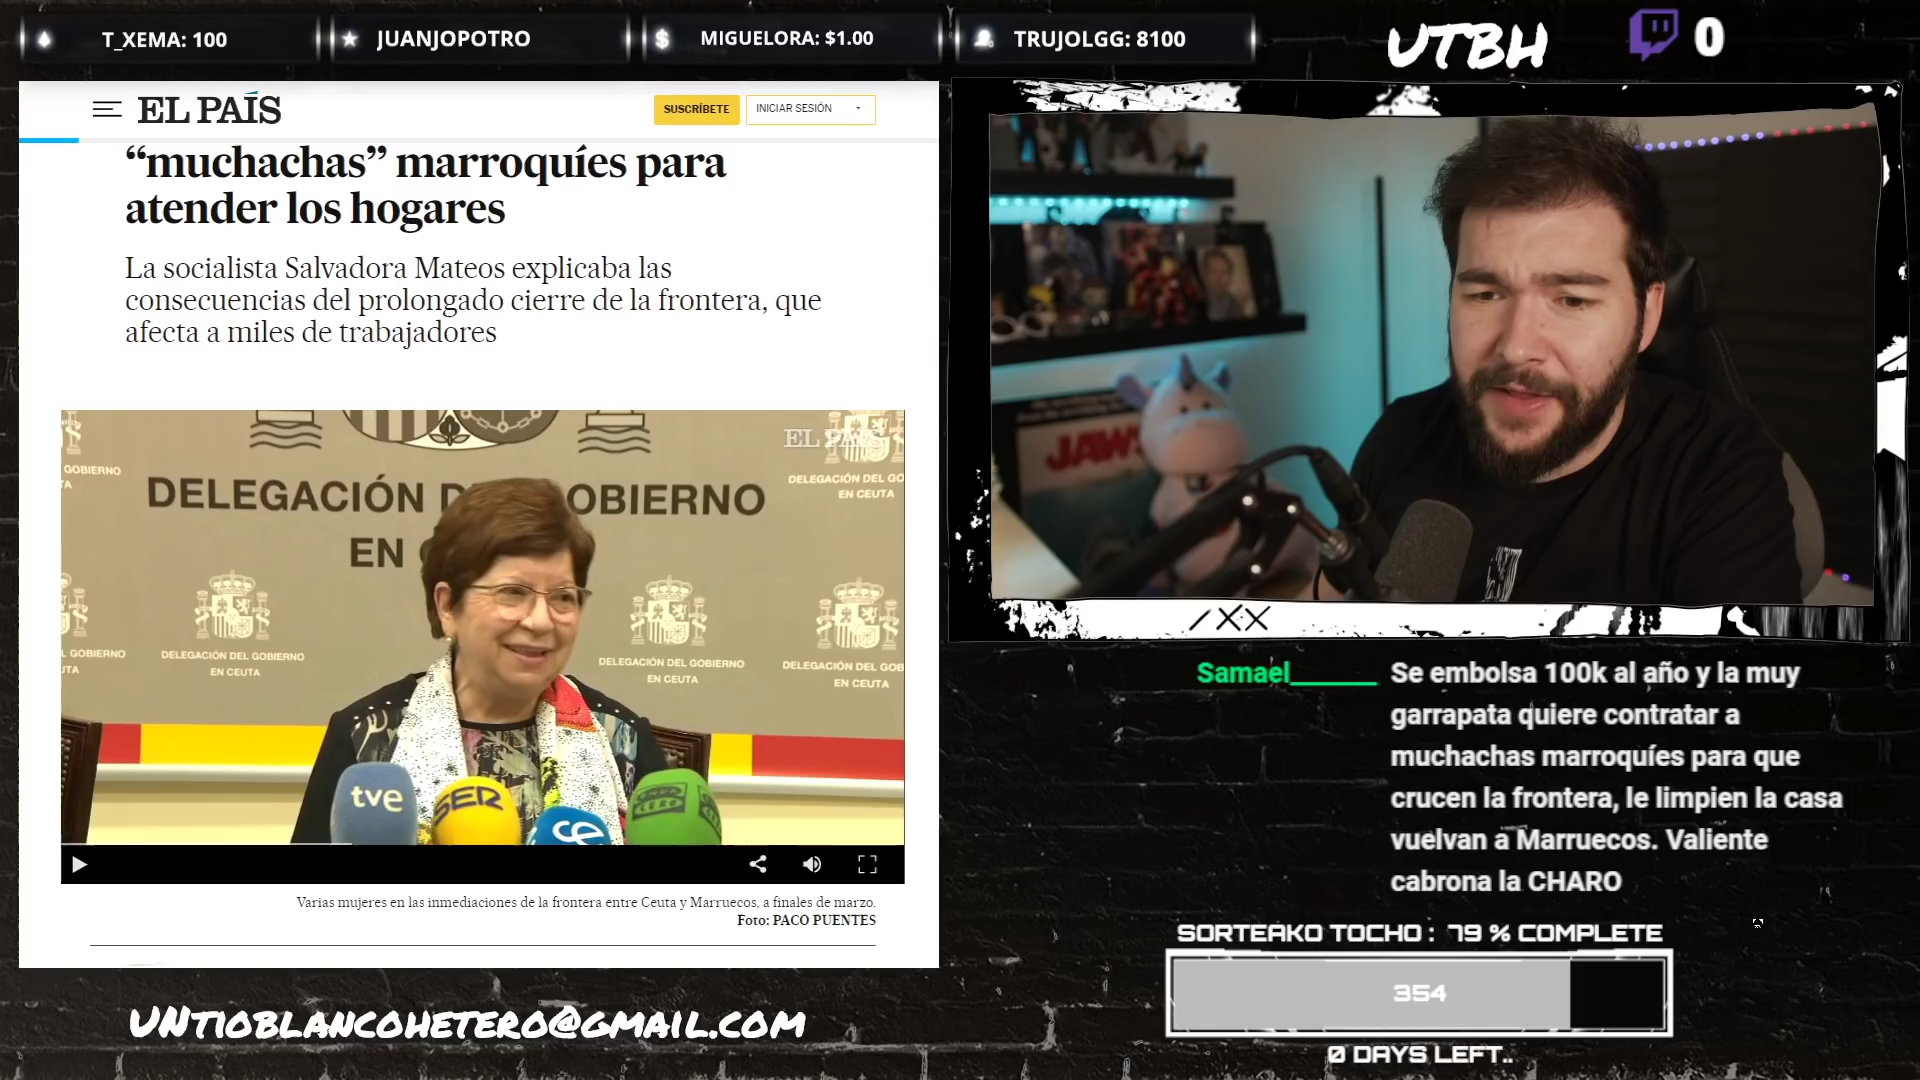 T_XEMA: 100
JUANJOPOTRO
MIGUELORA: $1.00
TRUJOLGG: 8100
UTBH
0
EL PAÍS
SUSCRÍBETE
INICIAR SESIÓN
“muchachas” marroquíes para
atender los hogares
La socialista Salvadora Mateos explicaba las
consecuencias del prolongado cierre de la frontera, que
afecta a miles de trabajadores
EL PAÍS
GOBIERNO
TA
DELEGACIÓN DEL GO
EN CEUTA
DELEGACIÓN D OBIERNO
EN
L GOBIERNO
UTA
DELEGACIÓN DEL GOBIERNO
EN CEUTA
DELEGACIÓN DEL GOBIERNO
EN CEUTA
DELEGACIÓN DEL GOB
EN CEUTA
tve
SER
ce
ONDA
CERO
Varias mujeres en las inmediaciones de la frontera entre Ceuta y Marruecos, a finales de marzo.
Foto: PACO PUENTES
JAWS
Samael______ Se embolsa 100k al año y la muy
garrapata quiere contratar a
muchachas marroquíes para que
crucen la frontera, le limpien la casa
vuelvan a Marruecos. Valiente
cabrona la CHARO
SORTEAKO TOCHO : 79 % COMPLETE
354
0 DAYS LEFT..
UNTIOBLANCOHETERO@GMAIL.COM